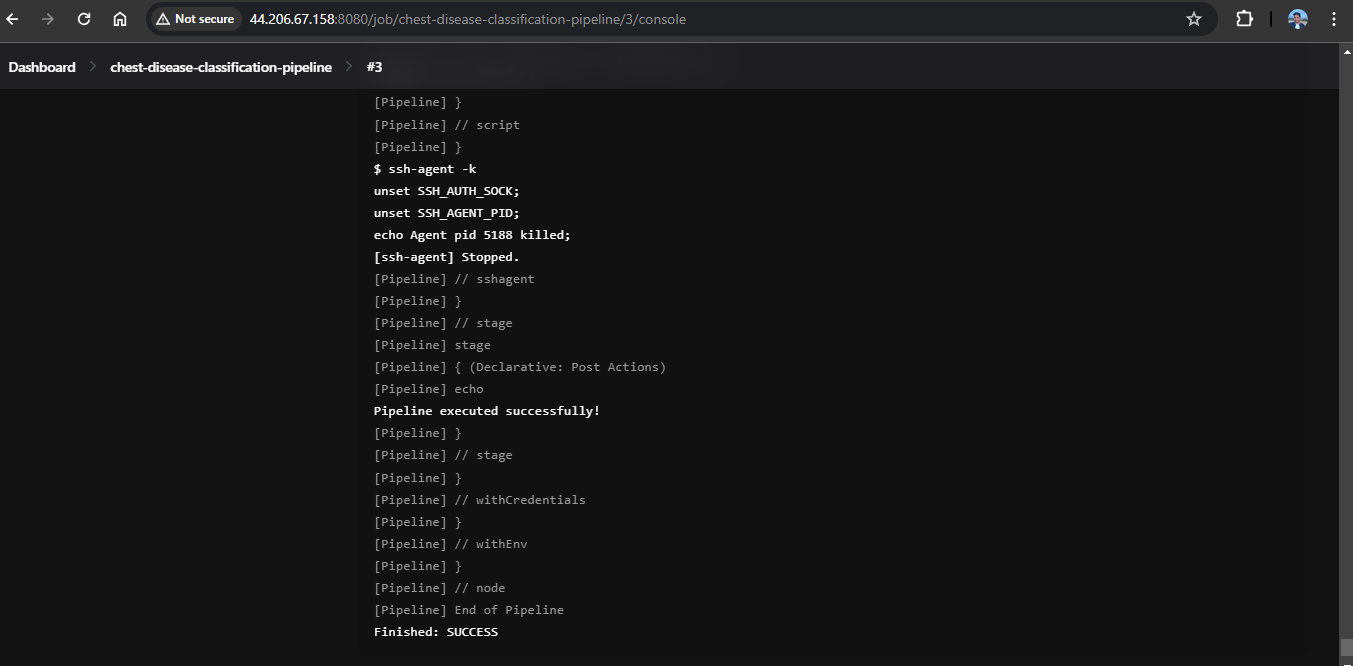 Not secure 44.206.67.158:8080/job/chest-disease-classification-pipeline/3/console
Dashboard chest-disease-classification-pipeline #3
[Pipeline] }
[Pipeline] // script
[Pipeline] }
$ ssh-agent -k
unset SSH_AUTH_SOCK;
unset SSH_AGENT_PID;
echo Agent pid 5188 killed;
[ssh-agent] Stopped.
[Pipeline] // sshagent
[Pipeline] }
[Pipeline] // stage
[Pipeline] stage
[Pipeline] { (Declarative: Post Actions)
[Pipeline] echo
Pipeline executed successfully!
[Pipeline] }
[Pipeline] // stage
[Pipeline] }
[Pipeline] // withCredentials
[Pipeline] }
[Pipeline] // withEnv
[Pipeline] }
[Pipeline] // node
[Pipeline] End of Pipeline
Finished: SUCCESS